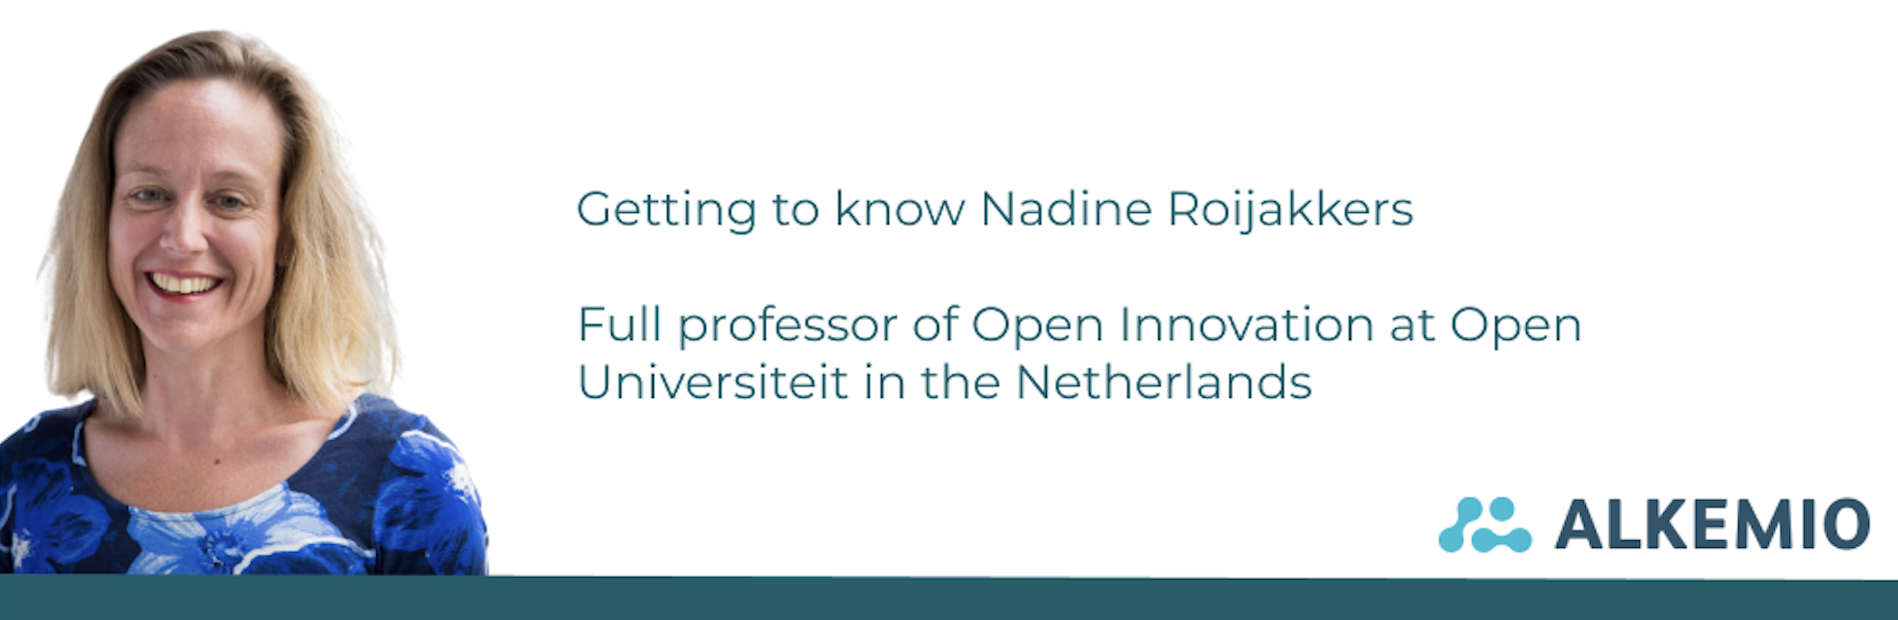 Getting to know Nadine Roijakkers
Full professor of Open Innovation at Open
Universiteit in the Netherlands
ALKEMIO